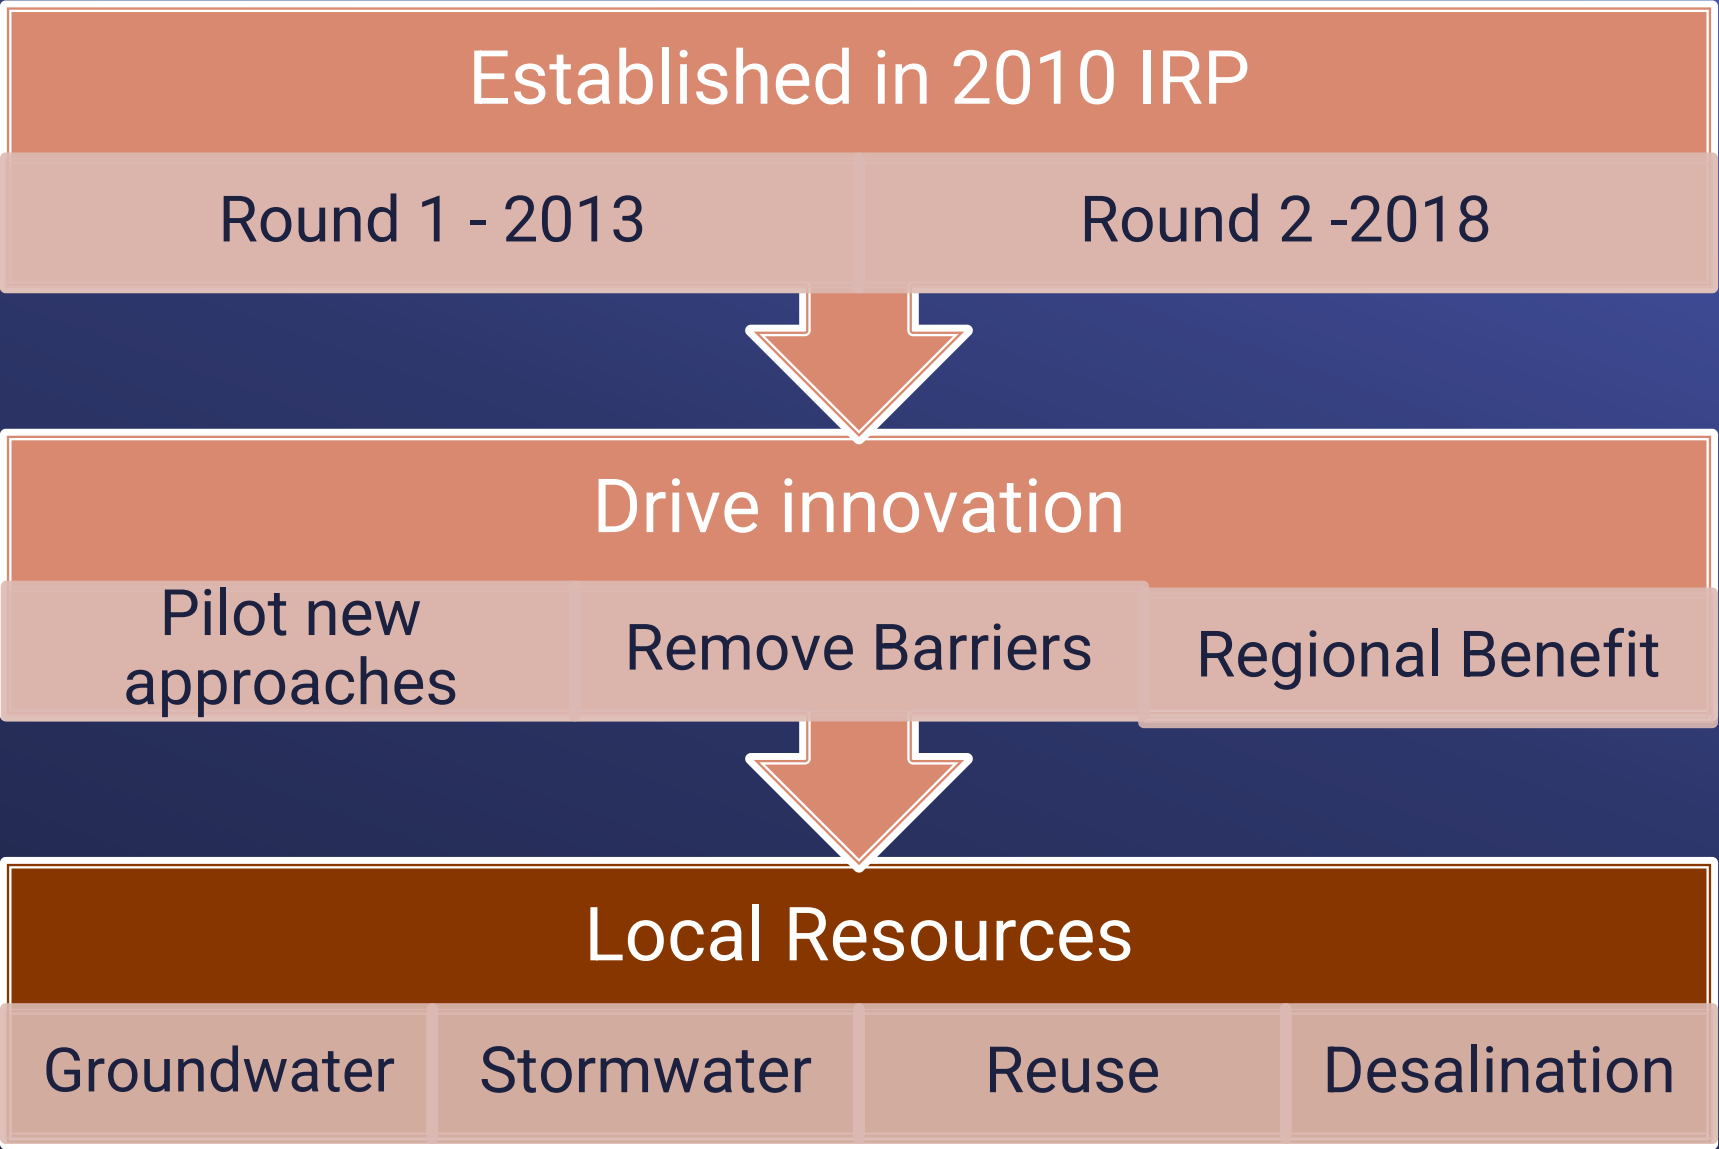 Established in 2010 IRP
Round 1 - 2013
Round 2 -2018
Drive innovation
Pilot new
approaches
Remove Barriers
Regional Benefit
Local Resources
Groundwater
Stormwater
Reuse
Desalination